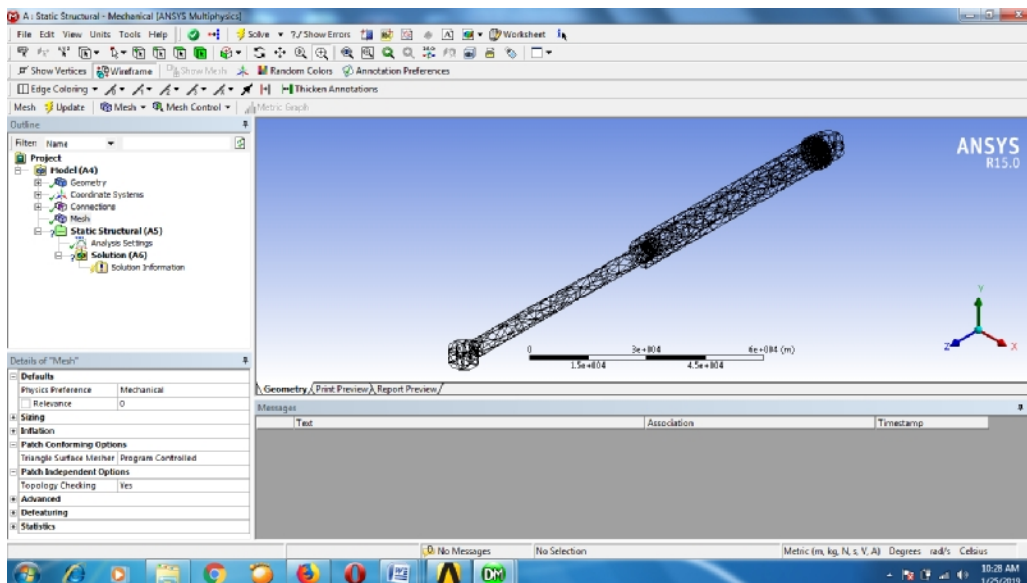 A : Static Structural - Mechanical [ANSYS Multiphysics]
File Edit View Units Tools Help Solve ?/Show Errors Worksheet
Show Vertices Wireframe Show Mesh Random Colors Annotation Preferences
Edge Coloring Thicken Annotations
Mesh Update Mesh Mesh Control Metric Graph
Outline
Filter: Name
Project
Model (A4)
Geometry
Coordinate Systems
Connections
Mesh
Static Structural (A5)
Analysis Settings
Solution (A6)
Solution Information
ANSYS
R15.0
Y
Z X
0 3e+004 6e+004 (m)
1.5e+004 4.5e+004
Details of "Mesh"
Defaults
Physics Preference Mechanical
Relevance 0
Sizing
Inflation
Patch Conforming Options
Triangle Surface Mesher Program Controlled
Patch Independent Options
Topology Checking Yes
Advanced
Defeaturing
Statistics
Geometry Print Preview Report Preview
Messages
Text Association Timestamp
No Messages No Selection Metric (m, kg, N, s, V, A) Degrees rad/s Celsius
DM
10:28 AM
1/25/2019